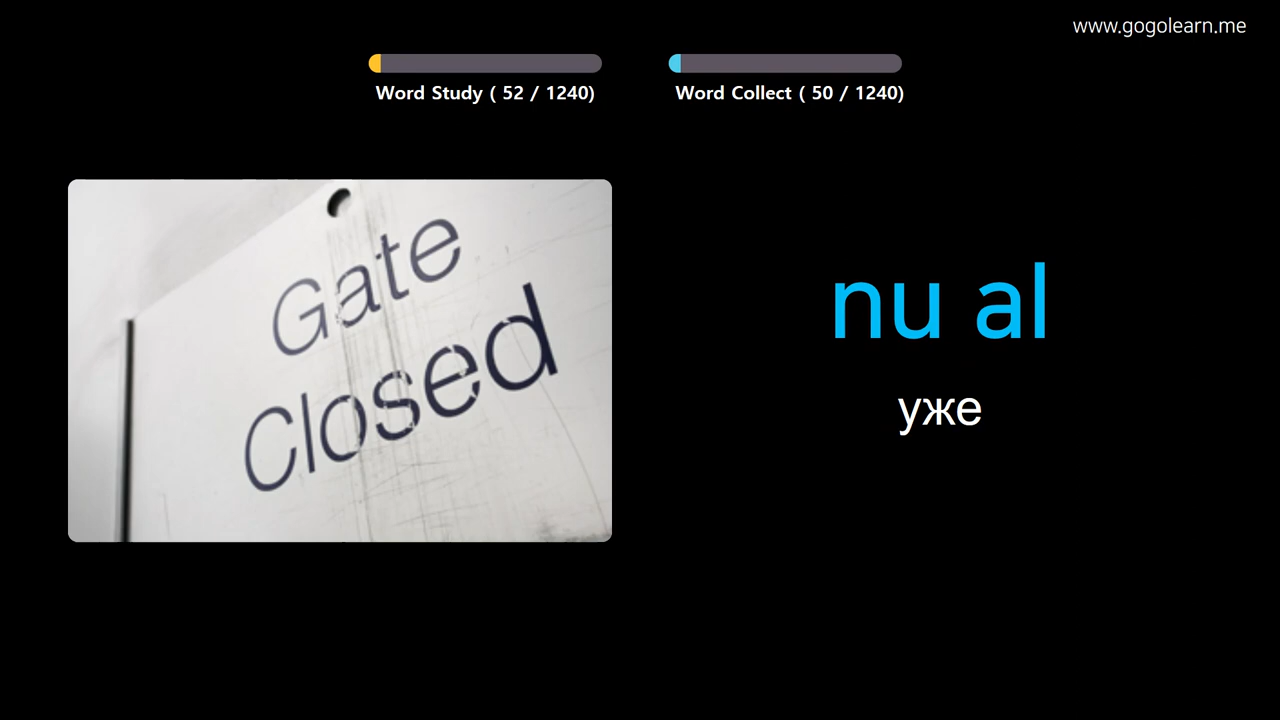 www.gogolearn.me
Word Study ( 52 / 1240)
Word Collect ( 50 / 1240)
Gate
Closed
nu al
уже